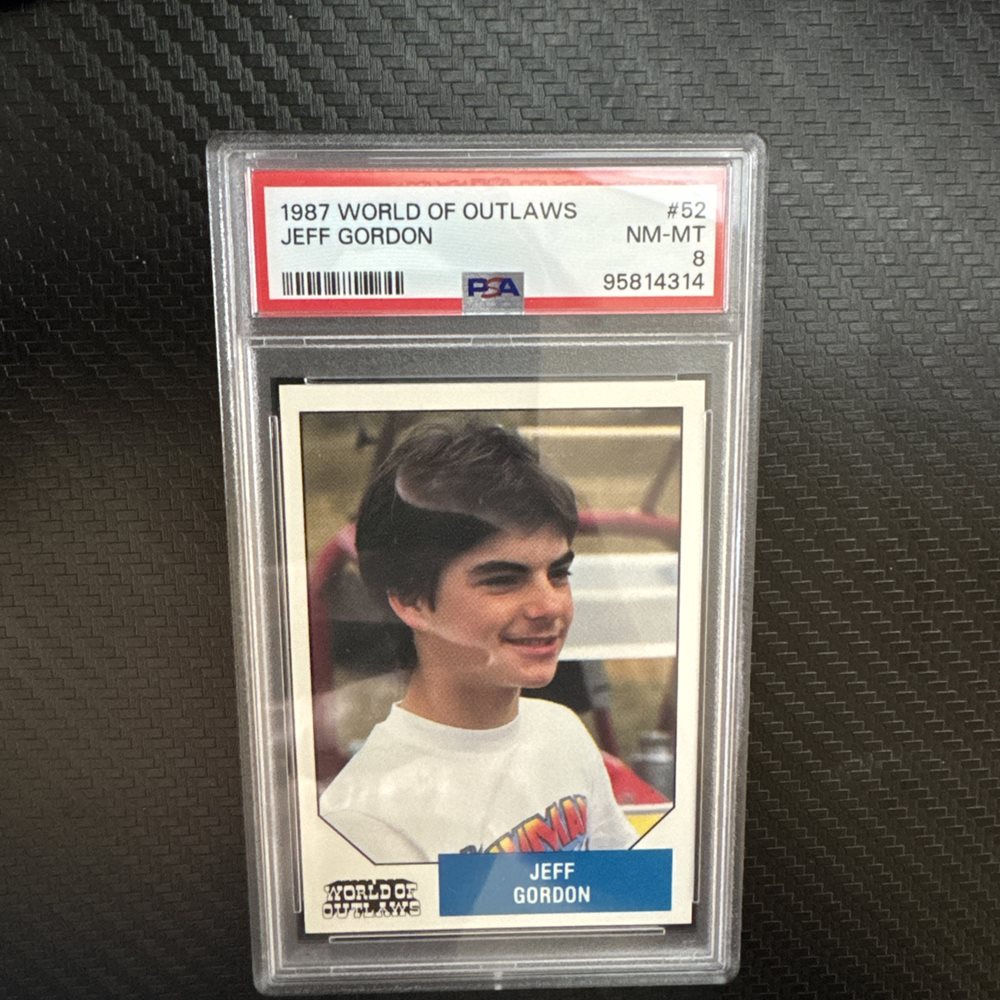 1987 WORLD OF OUTLAWS #52
JEFF GORDON NM-MT
8
PSA 95814314
WORLD OF
OUTLAWS
JEFF
GORDON